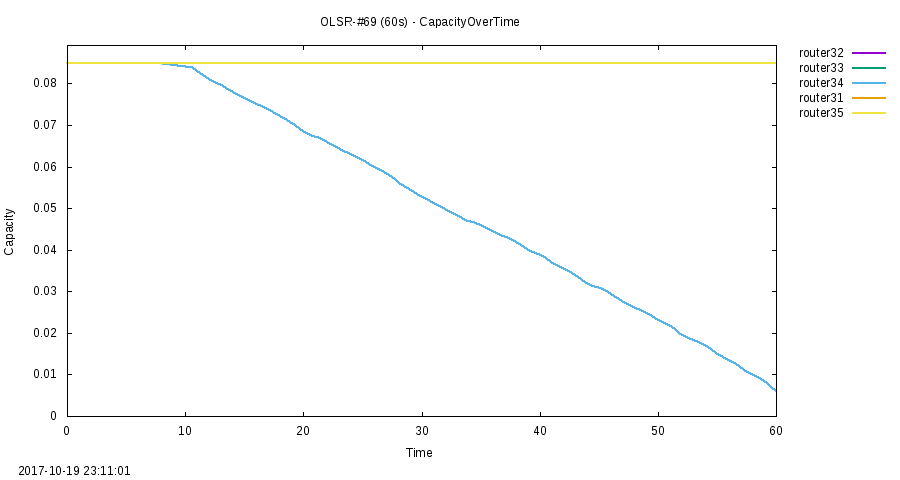 OLSR-#69 (60s) - CapacityOverTime
router32
router33
router34
router31
router35
0.08
0.07
0.06
0.05
0.04
0.03
0.02
0.01
0
Capacity
0 10 20 30 40 50 60
Time
2017-10-19 23:11:01